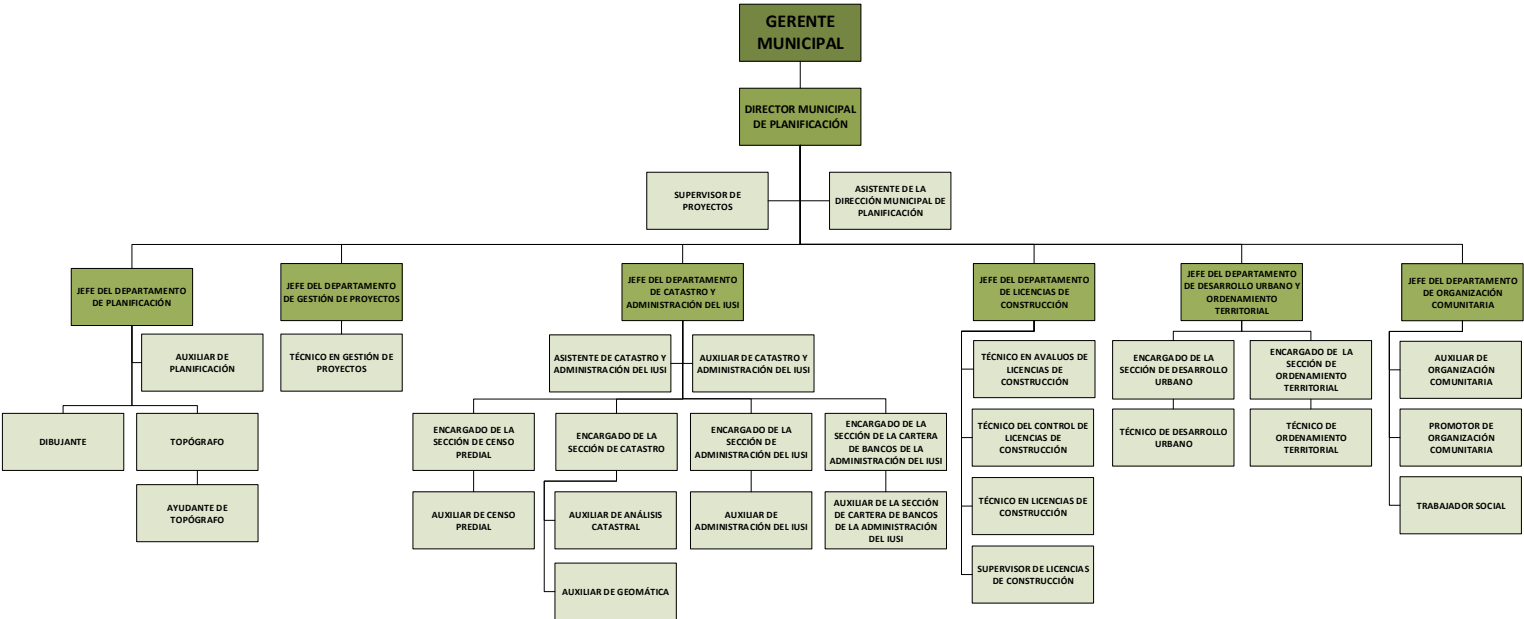 GERENTE
MUNICIPAL
DIRECTOR MUNICIPAL
DE PLANIFICACIÓN
SUPERVISOR DE
PROYECTOS
ASISTENTE DE LA
DIRECCIÓN MUNICIPAL DE
PLANIFICACIÓN
JEFE DEL DEPARTAMENTO
DE PLANIFICACIÓN
JEFE DEL DEPARTAMENTO
DE GESTIÓN DE PROYECTOS
JEFE DEL DEPARTAMENTO
DE CATASTRO Y
ADMINISTRACIÓN DEL IUSI
JEFE DEL DEPARTAMENTO
DE LICENCIAS DE
CONSTRUCCIÓN
JEFE DEL DEPARTAMENTO
DE DESARROLLO URBANO Y
ORDENAMIENTO
TERRITORIAL
JEFE DEL DEPARTAMENTO
DE ORGANIZACIÓN
COMUNITARIA
AUXILIAR DE
PLANIFICACIÓN
TÉCNICO EN GESTIÓN DE
PROYECTOS
ASISTENTE DE CATASTRO Y
ADMINISTRACIÓN DEL IUSI
AUXILIAR DE CATASTRO Y
ADMINISTRACIÓN DEL IUSI
TÉCNICO EN AVALUOS DE
LICENCIAS DE
CONSTRUCCIÓN
ENCARGADO DE LA
SECCIÓN DE DESARROLLO
URBANO
ENCARGADO DE LA
SECCIÓN DE
ORDENAMIENTO
TERRITORIAL
AUXILIAR DE
ORGANIZACIÓN
COMUNITARIA
DIBUJANTE
TOPÓGRAFO
ENCARGADO DE LA
SECCIÓN DE CENSO
PREDIAL
ENCARGADO DE LA
SECCIÓN DE CATASTRO
ENCARGADO DE LA
SECCIÓN DE
ADMINISTRACIÓN DEL IUSI
ENCARGADO DE LA
SECCIÓN DE LA CARTERA
DE BANCOS DE LA
ADMINISTRACIÓN DEL IUSI
TÉCNICO DEL CONTROL DE
LICENCIAS DE
CONSTRUCCIÓN
TÉCNICO DE DESARROLLO
URBANO
TÉCNICO DE
ORDENAMIENTO
TERRITORIAL
PROMOTOR DE
ORGANIZACIÓN
COMUNITARIA
AYUDANTE DE
TOPÓGRAFO
AUXILIAR DE CENSO
PREDIAL
AUXILIAR DE ANÁLISIS
CATASTRAL
AUXILIAR DE
ADMINISTRACIÓN DEL IUSI
AUXILIAR DE LA SECCIÓN
DE CARTERA DE BANCOS
DE LA ADMINISTRACIÓN
DEL IUSI
TÉCNICO EN LICENCIAS DE
CONSTRUCCIÓN
TRABAJADOR SOCIAL
AUXILIAR DE GEOMÁTICA
SUPERVISOR DE LICENCIAS
DE CONSTRUCCIÓN